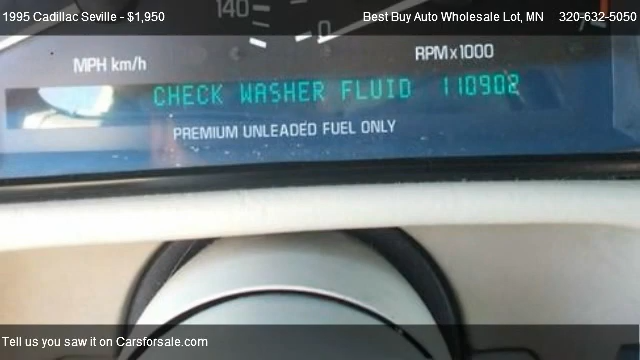 1995 Cadillac Seville - $1,950 Best Buy Auto Wholesale Lot, MN 320-632-5050
140 0
MPH km/h RPMx1000
CHECK WASHER FLUID 110902
PREMIUM UNLEADED FUEL ONLY
Tell us you saw it on Carsforsale.com